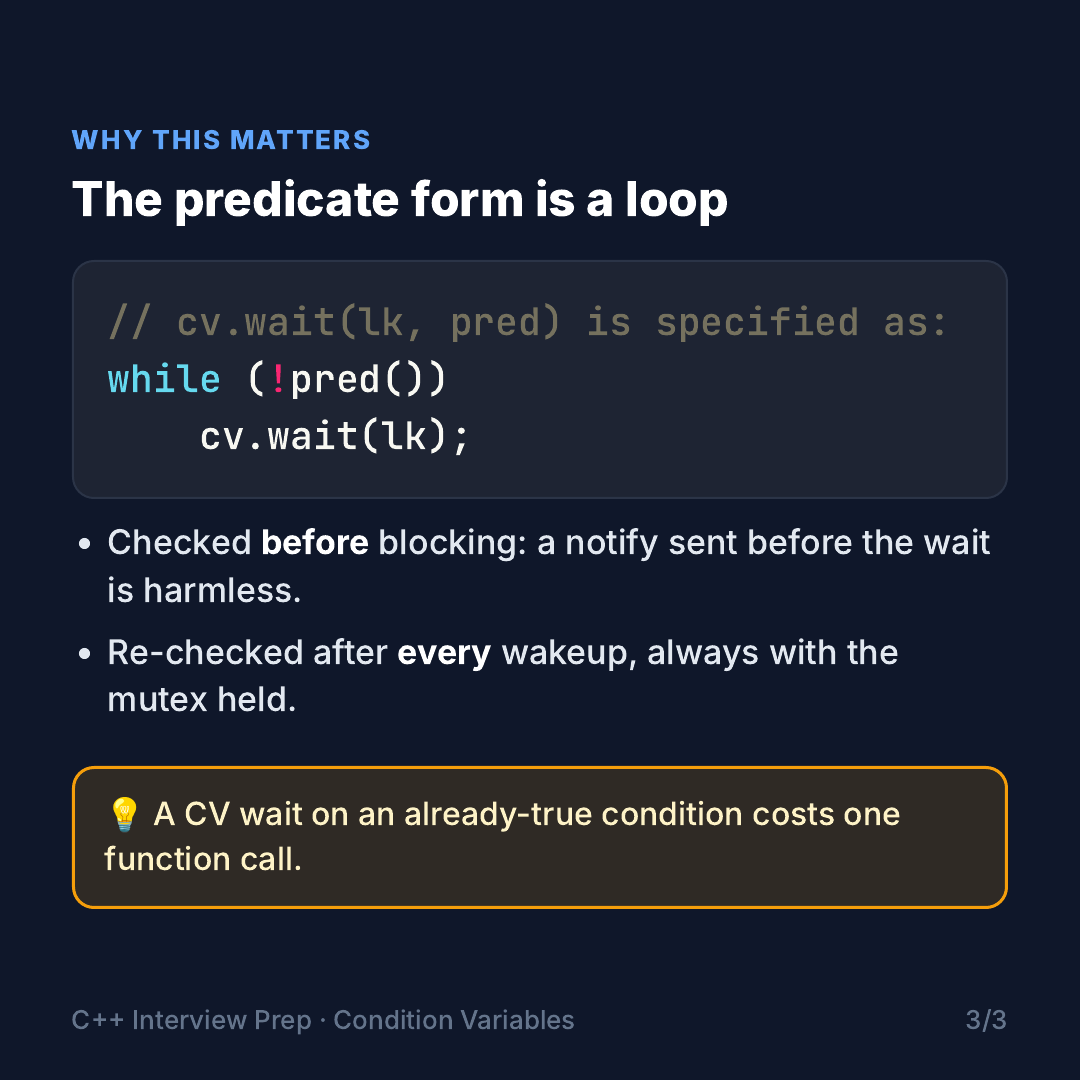 WHY THIS MATTERS
The predicate form is a loop
// cv.wait(lk, pred) is specified as:
while (!pred())
    cv.wait(lk);
• Checked before blocking: a notify sent before the wait
is harmless.
• Re-checked after every wakeup, always with the
mutex held.
💡 A CV wait on an already-true condition costs one
function call.
C++ Interview Prep · Condition Variables
3/3